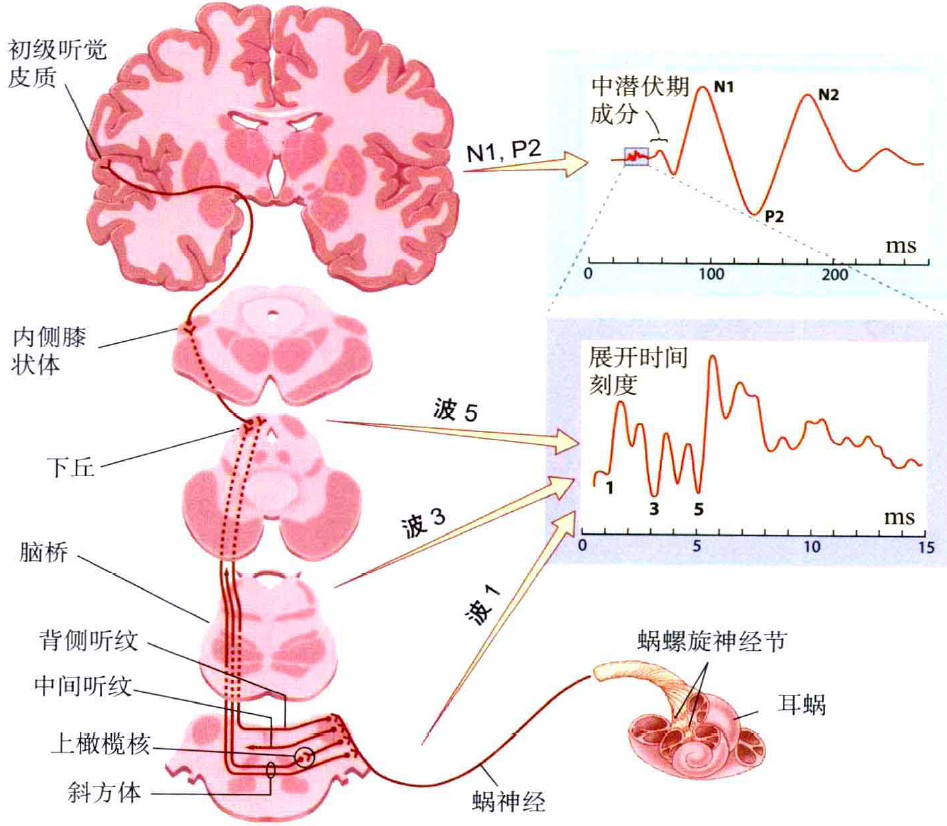 初级听觉
皮质
N1, P2
中潜伏期
成分
N1
N2
P2
ms
0
100
200
内侧膝
状体
波 5
展开时间
刻度
下丘
1
3
5
ms
0
5
10
15
波 3
脑桥
波 1
背侧听纹
蜗螺旋神经节
中间听纹
耳蜗
上橄榄核
斜方体
蜗神经